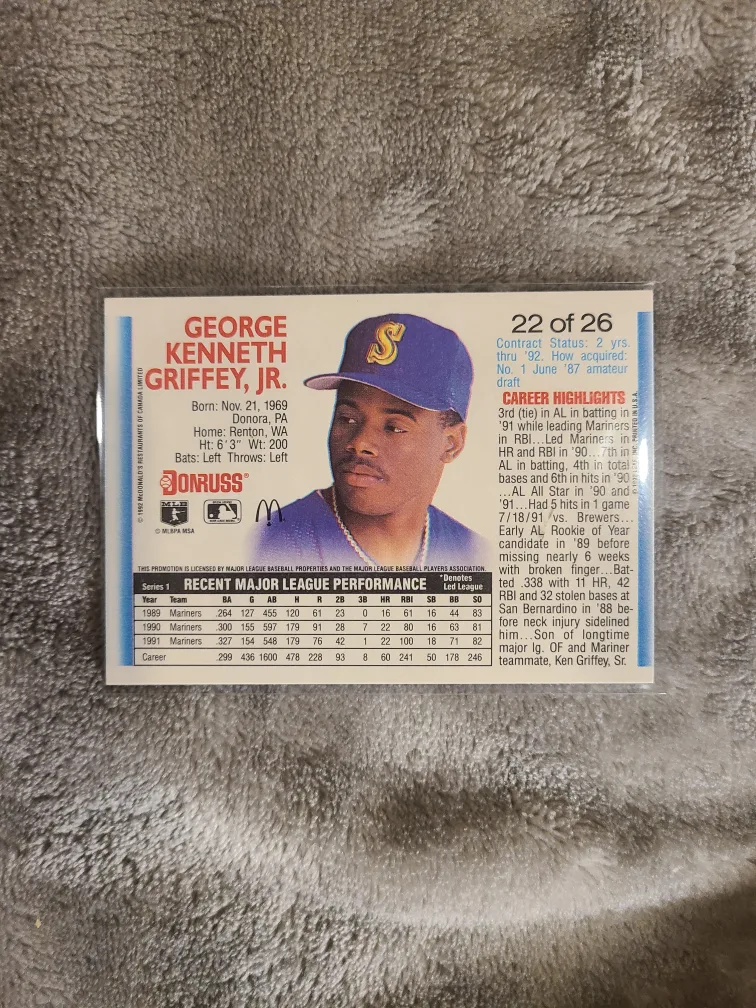 GEORGE
KENNETH
GRIFFEY, JR.
Born: Nov. 21, 1969
Donora, PA
Home: Renton, WA
Ht: 6'3" Wt: 200
Bats: Left Throws: Left
DONRUSS®
MLB
© MLBPA MSA
© 1992 McDONALD'S RESTAURANTS OF CANADA LIMITED
S
22 of 26
Contract Status: 2 yrs.
thru '92. How acquired:
No. 1 June '87 amateur
draft
CAREER HIGHLIGHTS
3rd (tie) in AL in batting in
'91 while leading Mariners
in RBI...Led Mariners in
HR and RBI in '90...7th in
AL in batting, 4th in total
bases and 6th in hits in '90
...AL All Star in '90 and
'91...Had 5 hits in 1 game
7/18/91 vs. Brewers...
Early AL Rookie of Year
candidate in '89 before
missing nearly 6 weeks
with broken finger...Bat-
ted .338 with 11 HR, 42
RBI and 32 stolen bases at
San Bernardino in '88 be-
fore neck injury sidelined
him...Son of longtime
major lg. OF and Mariner
teammate, Ken Griffey, Sr.
PRINTED IN U.S.A.
THIS PROMOTION IS LICENSED BY MAJOR LEAGUE BASEBALL PROPERTIES AND THE MAJOR LEAGUE BASEBALL PLAYERS ASSOCIATION.
Series 1 RECENT MAJOR LEAGUE PERFORMANCE *Denotes
Led League
Year Team BA G AB H R 2B 3B HR RBI SB BB SO
1989 Mariners .264 127 455 120 61 23 0 16 61 16 44 83
1990 Mariners .300 155 597 179 91 28 7 22 80 16 63 81
1991 Mariners .327 154 548 179 76 42 1 22 100 18 71 82
Career .299 436 1600 478 228 93 8 60 241 50 178 246